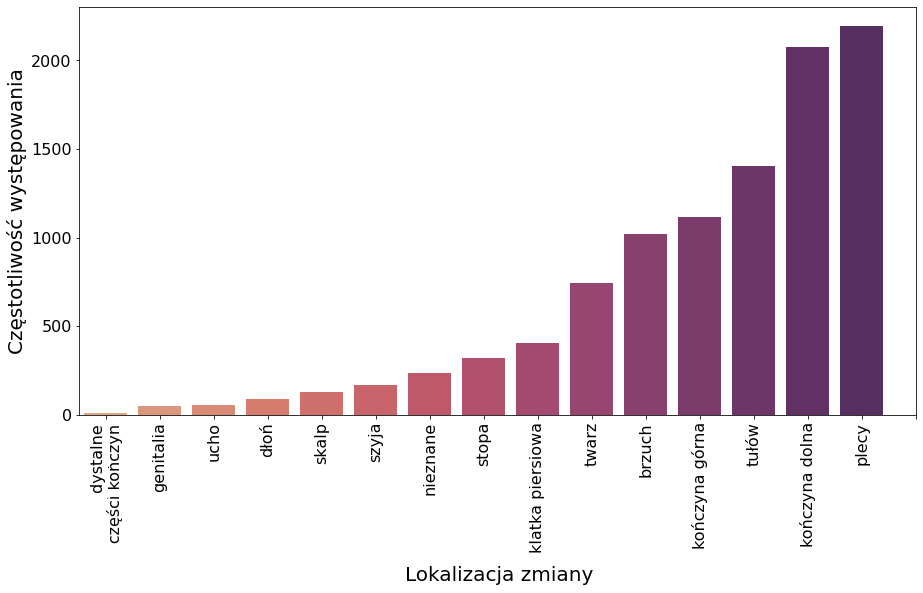 Częstotliwość występowania
2000
1500
1000
500
0
dystalne
części kończyn
genitalia
ucho
dłoń
skalp
szyja
nieznane
stopa
klatka piersiowa
twarz
brzuch
kończyna górna
tułów
kończyna dolna
plecy
Lokalizacja zmiany